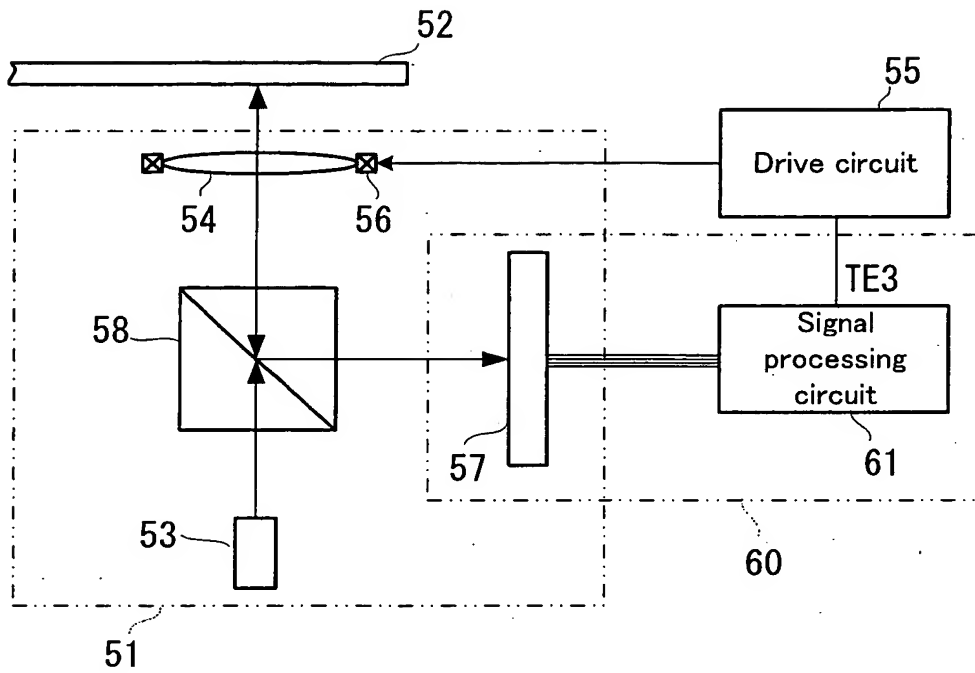 52
55
Drive circuit
54
56
TE3
58
Signal
processing
circuit
57
61
53
60
51